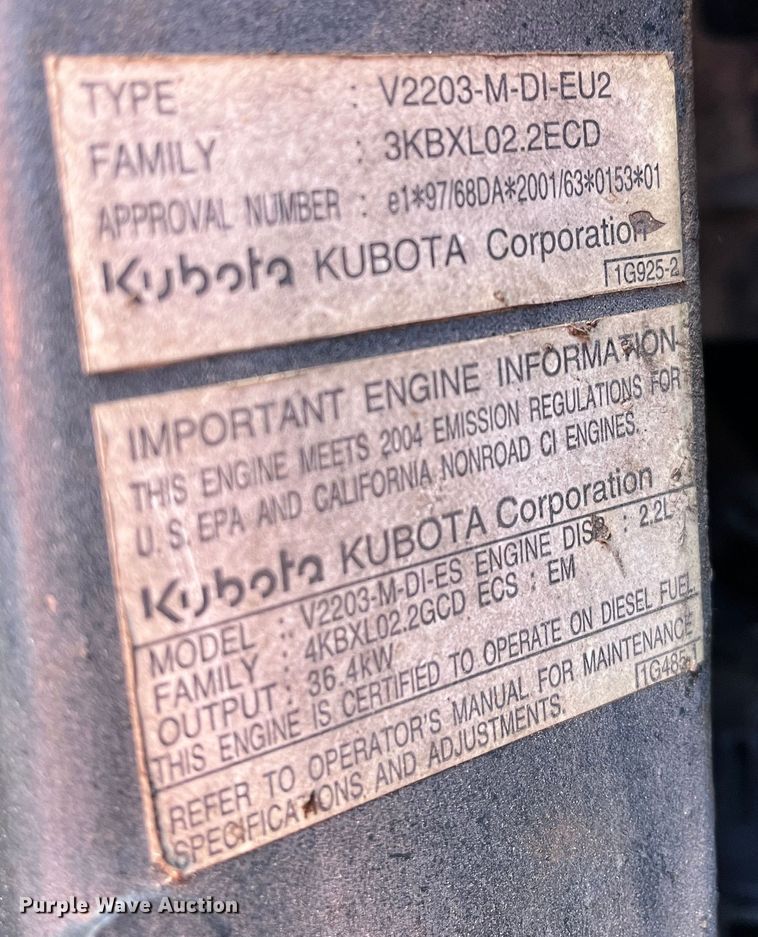 TYPE : V2203-M-DI-EU2
FAMILY : 3KBXL02.2ECD
APPROVAL NUMBER : e1*97/68DA*2001/63*0153*01
Kubota KUBOTA Corporation
1G925-2
IMPORTANT ENGINE INFORMATION
THIS ENGINE MEETS 2004 EMISSION REGULATIONS FOR
U.S. EPA AND CALIFORNIA NONROAD CI ENGINES.
Kubota KUBOTA Corporation
MODEL : V2203-M-DI-ES ENGINE DISP. : 2.2L
FAMILY : 4KBXL02.2GCD ECS : EM
OUTPUT : 36.4kW
THIS ENGINE IS CERTIFIED TO OPERATE ON DIESEL FUEL.
REFER TO OPERATOR'S MANUAL FOR MAINTENANCE
SPECIFICATIONS AND ADJUSTMENTS.
Purple Wave Auction